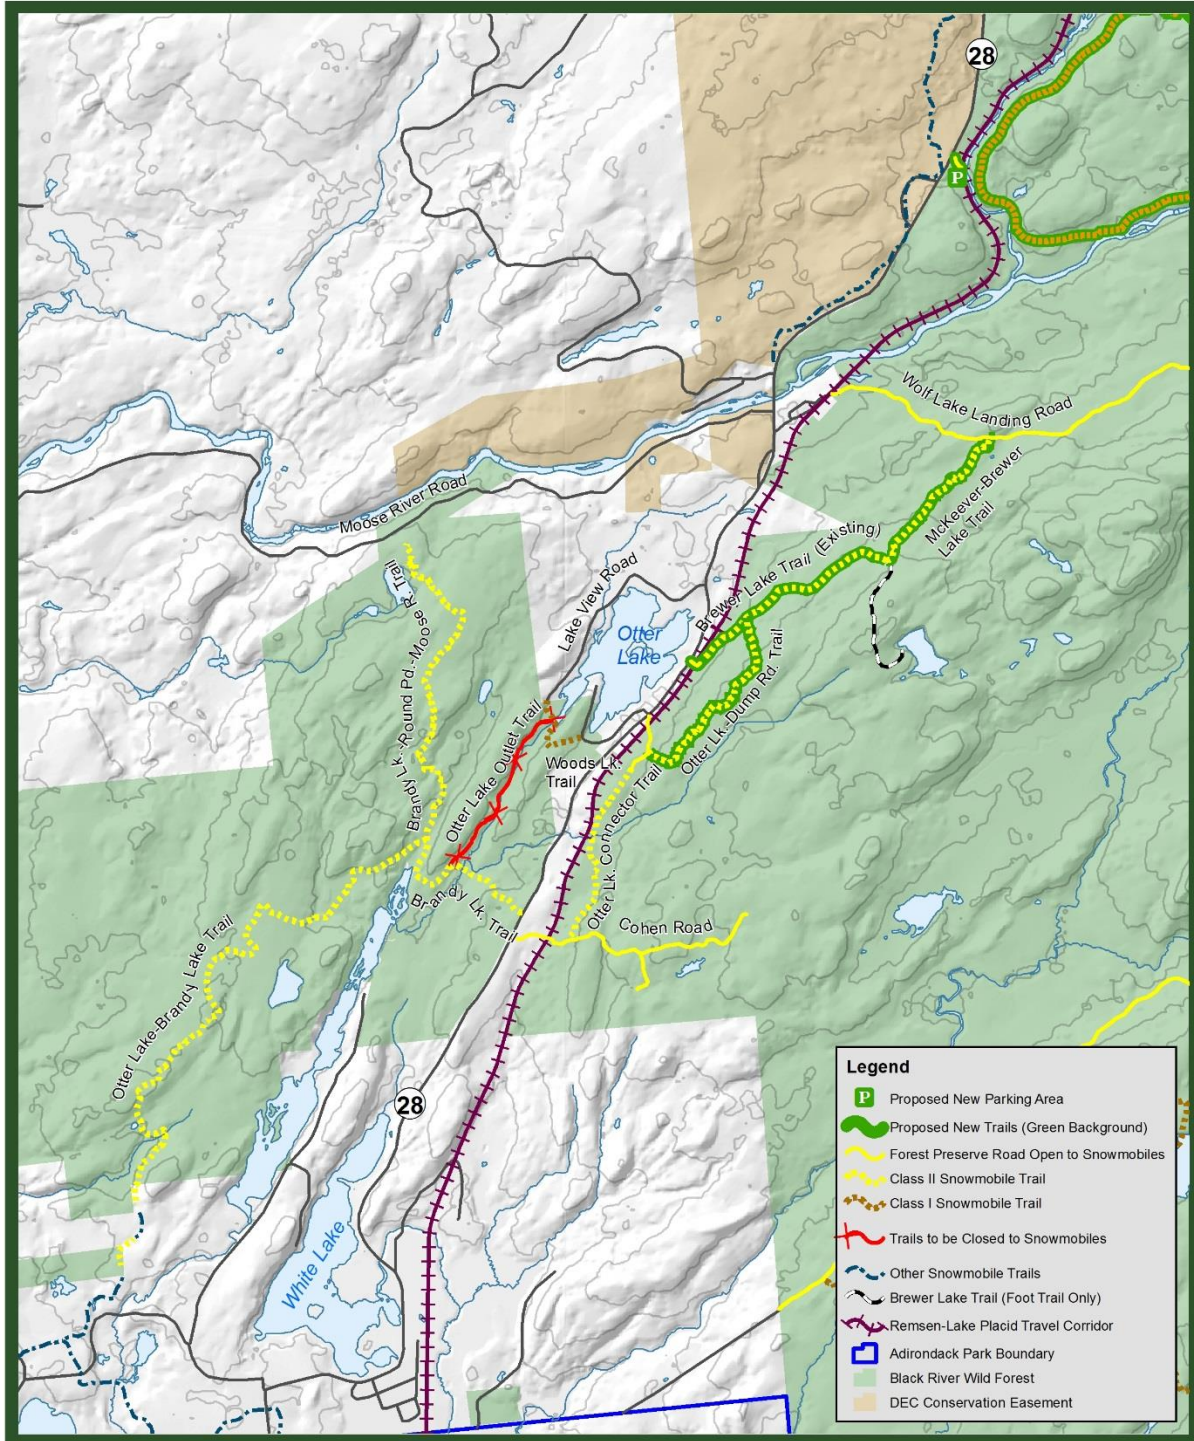 28
P
Wolf Lake Landing Road
McKeever-Brewer
Lake Trail
Moose River Road
Brewer Lake Trail (Existing)
Lake View Road
Otter
Lake
Brandy Lk.-Round Pd.-Moose R. Trail
Otter Lk.-Dump Rd. Trail
Otter Lake Outlet Trail
Woods Lk.
Trail
Otter Lk. Connector Trail
Brandy Lk. Trail
Cohen Road
Otter Lake-Brandy Lake Trail
28
White Lake
Legend
P Proposed New Parking Area
Proposed New Trails (Green Background)
Forest Preserve Road Open to Snowmobiles
Class II Snowmobile Trail
Class I Snowmobile Trail
Trails to be Closed to Snowmobiles
Other Snowmobile Trails
Brewer Lake Trail (Foot Trail Only)
Remsen-Lake Placid Travel Corridor
Adirondack Park Boundary
Black River Wild Forest
DEC Conservation Easement